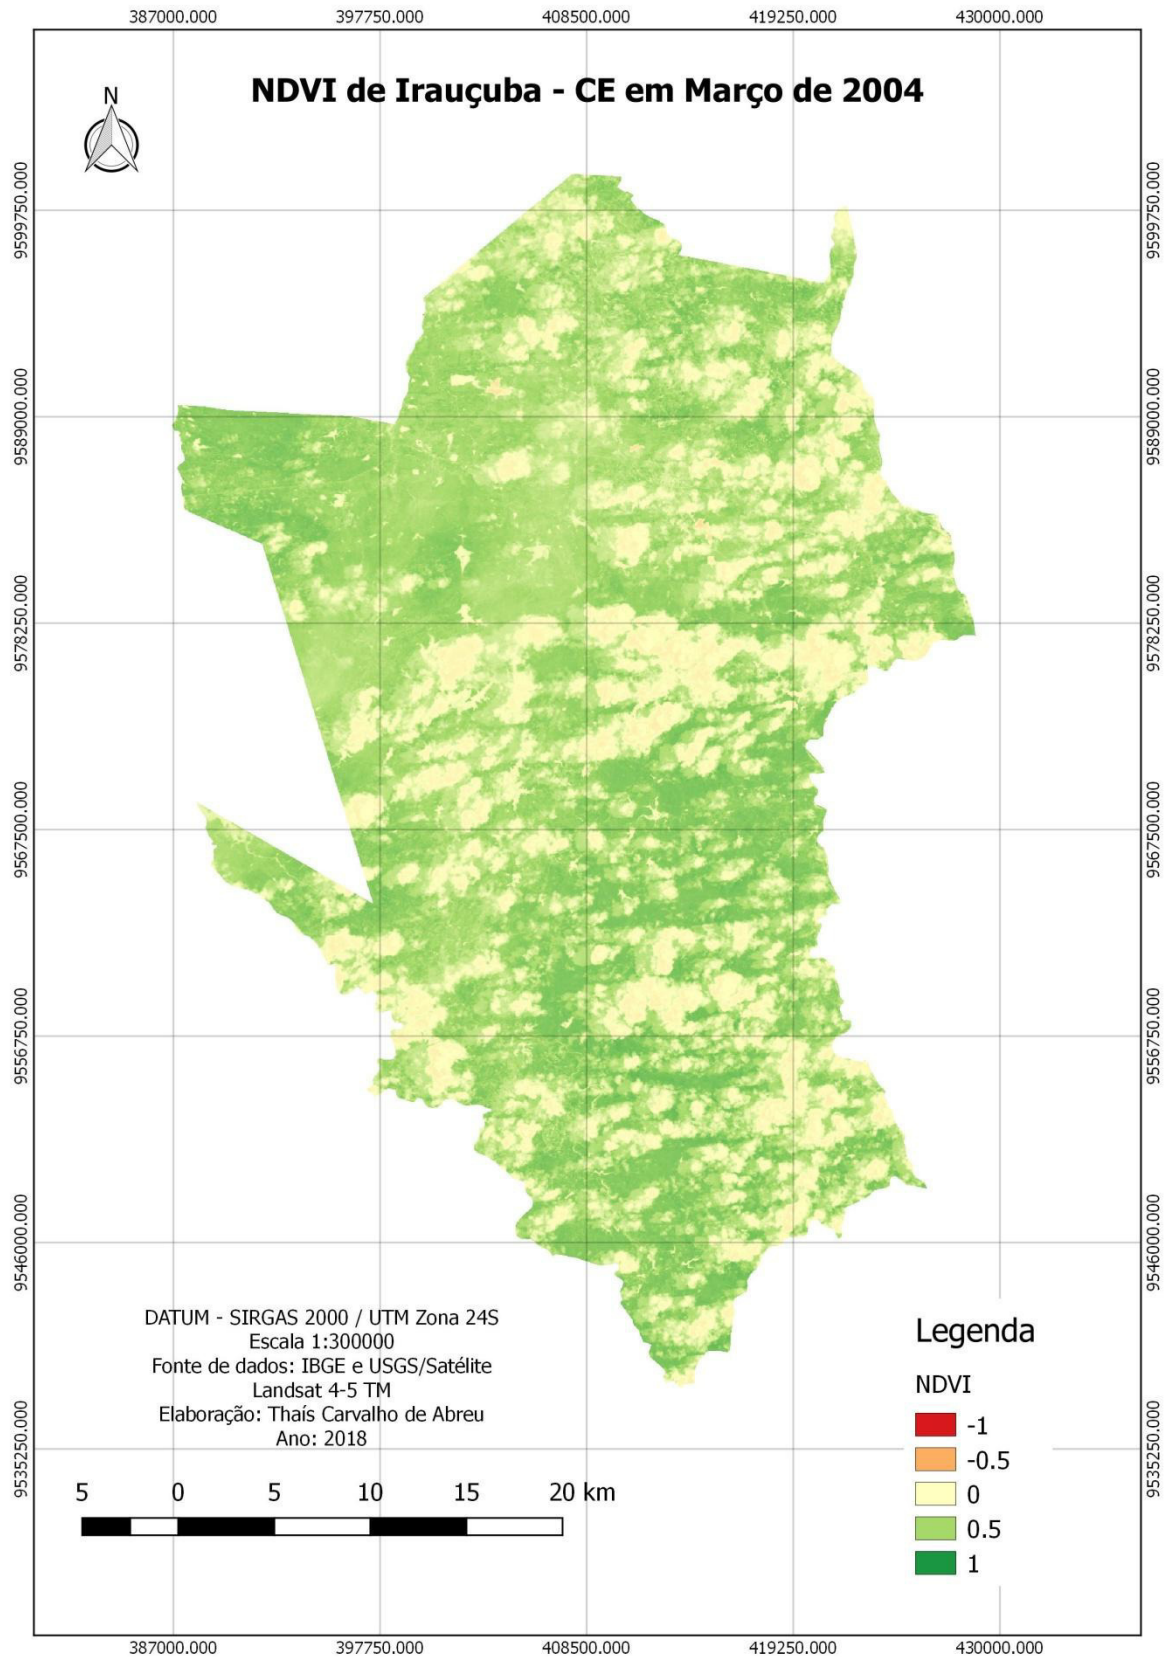 387000.000 397750.000 408500.000 419250.000 430000.000
NDVI de Irauçuba - CE em Março de 2004
N
9599750.000 9599750.000
9589000.000 9589000.000
9578250.000 9578250.000
9567500.000 9567500.000
9556750.000 9556750.000
9546000.000 9546000.000
9535250.000 9535250.000
DATUM - SIRGAS 2000 / UTM Zona 24S
Escala 1:300000
Fonte de dados: IBGE e USGS/Satélite
Landsat 4-5 TM
Elaboração: Thaís Carvalho de Abreu
Ano: 2018
5 0 5 10 15 20 km
Legenda
NDVI
-1
-0.5
0
0.5
1
387000.000 397750.000 408500.000 419250.000 430000.000